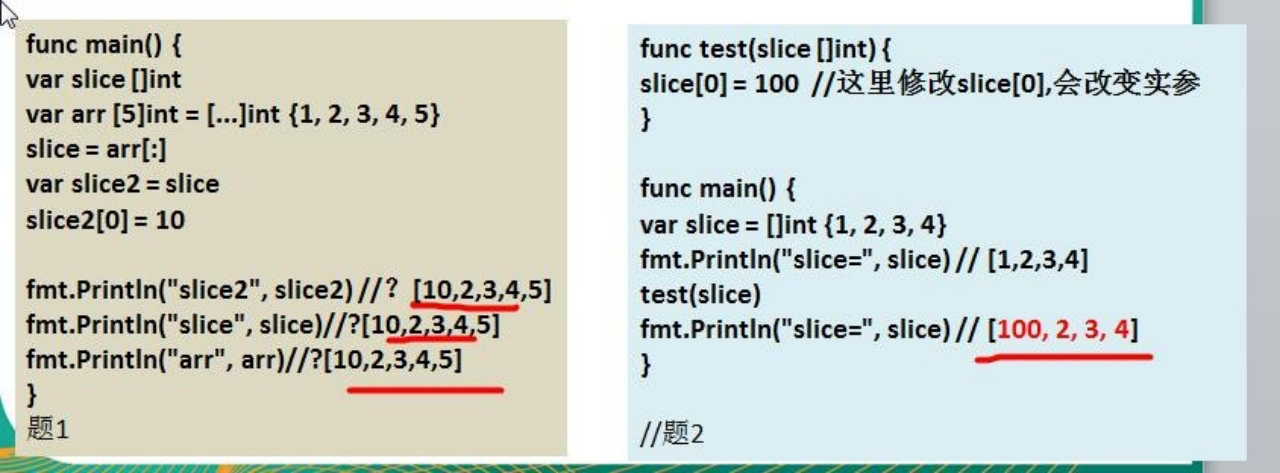 func main() {
var slice []int
var arr [5]int = [...]int {1, 2, 3, 4, 5}
slice = arr[:]
var slice2 = slice
slice2[0] = 10
fmt.Println("slice2", slice2) //？ [10,2,3,4,5]
fmt.Println("slice", slice)//?[10,2,3,4,5]
fmt.Println("arr", arr)//?[10,2,3,4,5]
}
题1
func test(slice []int) {
slice[0] = 100 //这里修改slice[0],会改变实参
}
func main() {
var slice = []int {1, 2, 3, 4}
fmt.Println("slice=", slice) // [1,2,3,4]
test(slice)
fmt.Println("slice=", slice) // [100, 2, 3, 4]
}
//题2